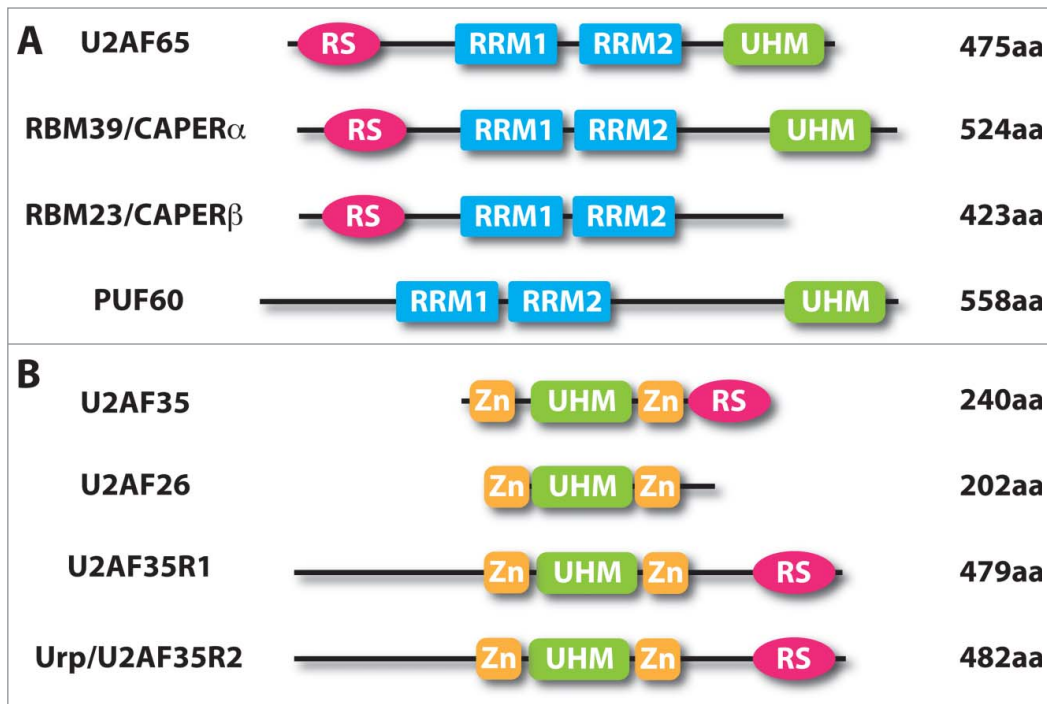 A U2AF65 RS RRM1 RRM2 UHM 475aa
RBM39/CAPERα RS RRM1 RRM2 UHM 524aa
RBM23/CAPERβ RS RRM1 RRM2 423aa
PUF60 RRM1 RRM2 UHM 558aa
B U2AF35 Zn UHM Zn RS 240aa
U2AF26 Zn UHM Zn 202aa
U2AF35R1 Zn UHM Zn RS 479aa
Urp/U2AF35R2 Zn UHM Zn RS 482aa